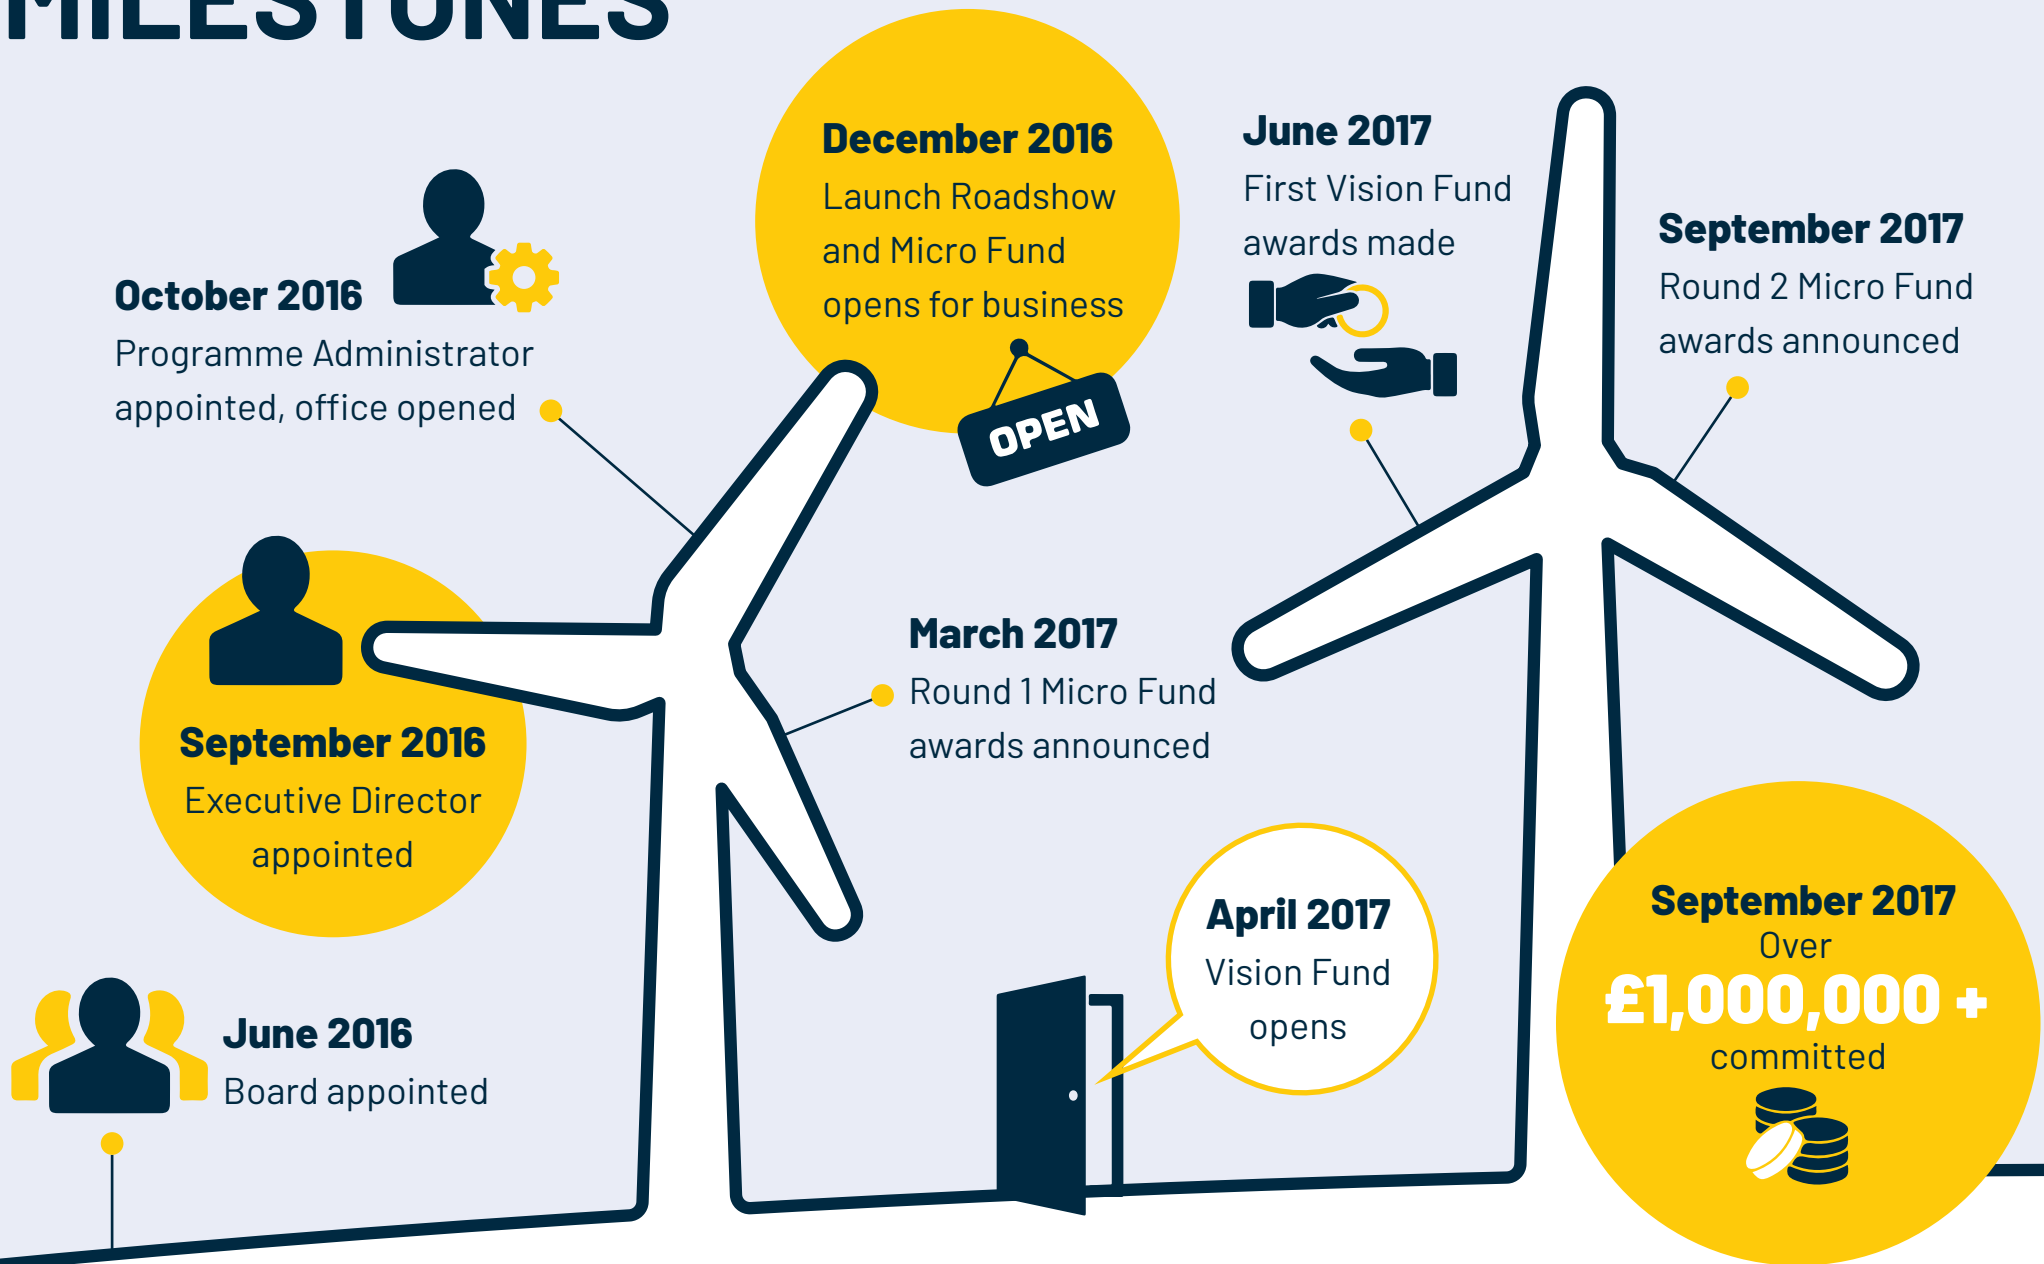 MILESTONES
June 2016
Board appointed
September 2016
Executive Director
appointed
October 2016
Programme Administrator
appointed, office opened
December 2016
Launch Roadshow
and Micro Fund
opens for business
OPEN
March 2017
Round 1 Micro Fund
awards announced
April 2017
Vision Fund
opens
June 2017
First Vision Fund
awards made
September 2017
Round 2 Micro Fund
awards announced
September 2017
Over
£1,000,000 +
committed